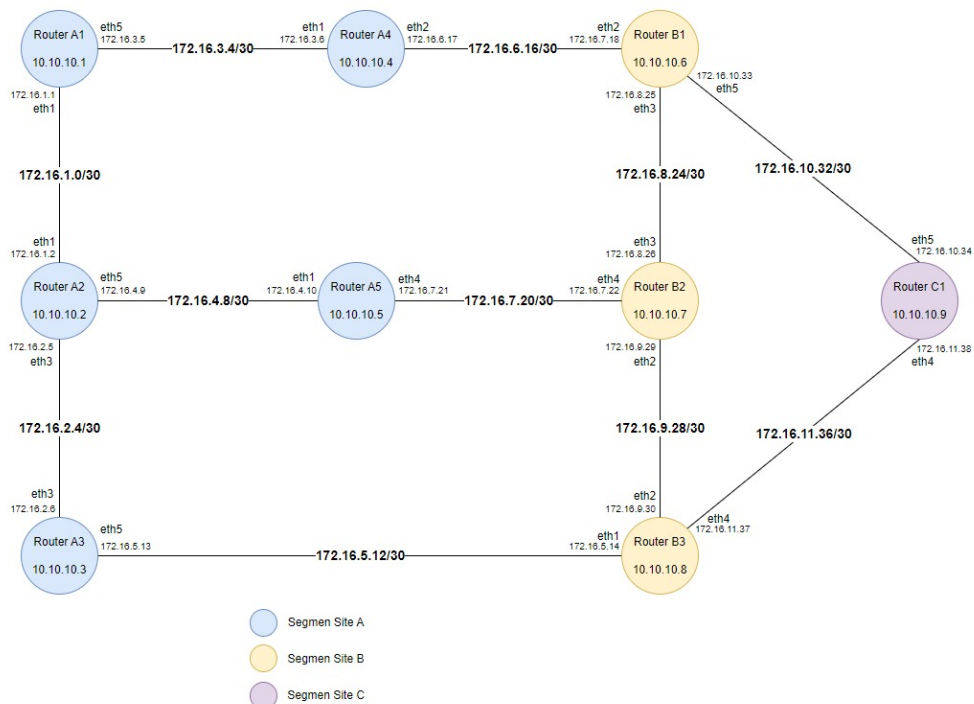 Router A1
10.10.10.1
eth5
172.16.3.5
172.16.3.4/30
eth1
172.16.3.6
Router A4
10.10.10.4
eth2
172.16.6.17
172.16.6.16/30
eth2
172.16.7.18
Router B1
10.10.10.6
172.16.10.33
eth5
172.16.1.1
eth1
172.16.8.25
eth3
172.16.1.0/30
172.16.8.24/30
172.16.10.32/30
eth1
172.16.1.2
eth3
172.16.8.26
eth5
172.16.10.34
Router A2
10.10.10.2
eth5
172.16.4.9
172.16.4.8/30
eth1
172.16.4.10
Router A5
10.10.10.5
eth4
172.16.7.21
172.16.7.20/30
eth4
172.16.7.22
Router B2
10.10.10.7
Router C1
10.10.10.9
172.16.2.5
eth3
172.16.9.29
eth2
172.16.11.38
eth4
172.16.2.4/30
172.16.9.28/30
172.16.11.36/30
eth3
172.16.2.6
eth2
172.16.9.30
eth4
172.16.11.37
Router A3
10.10.10.3
eth5
172.16.5.13
172.16.5.12/30
eth1
172.16.5.14
Router B3
10.10.10.8
Segmen Site A
Segmen Site B
Segmen Site C